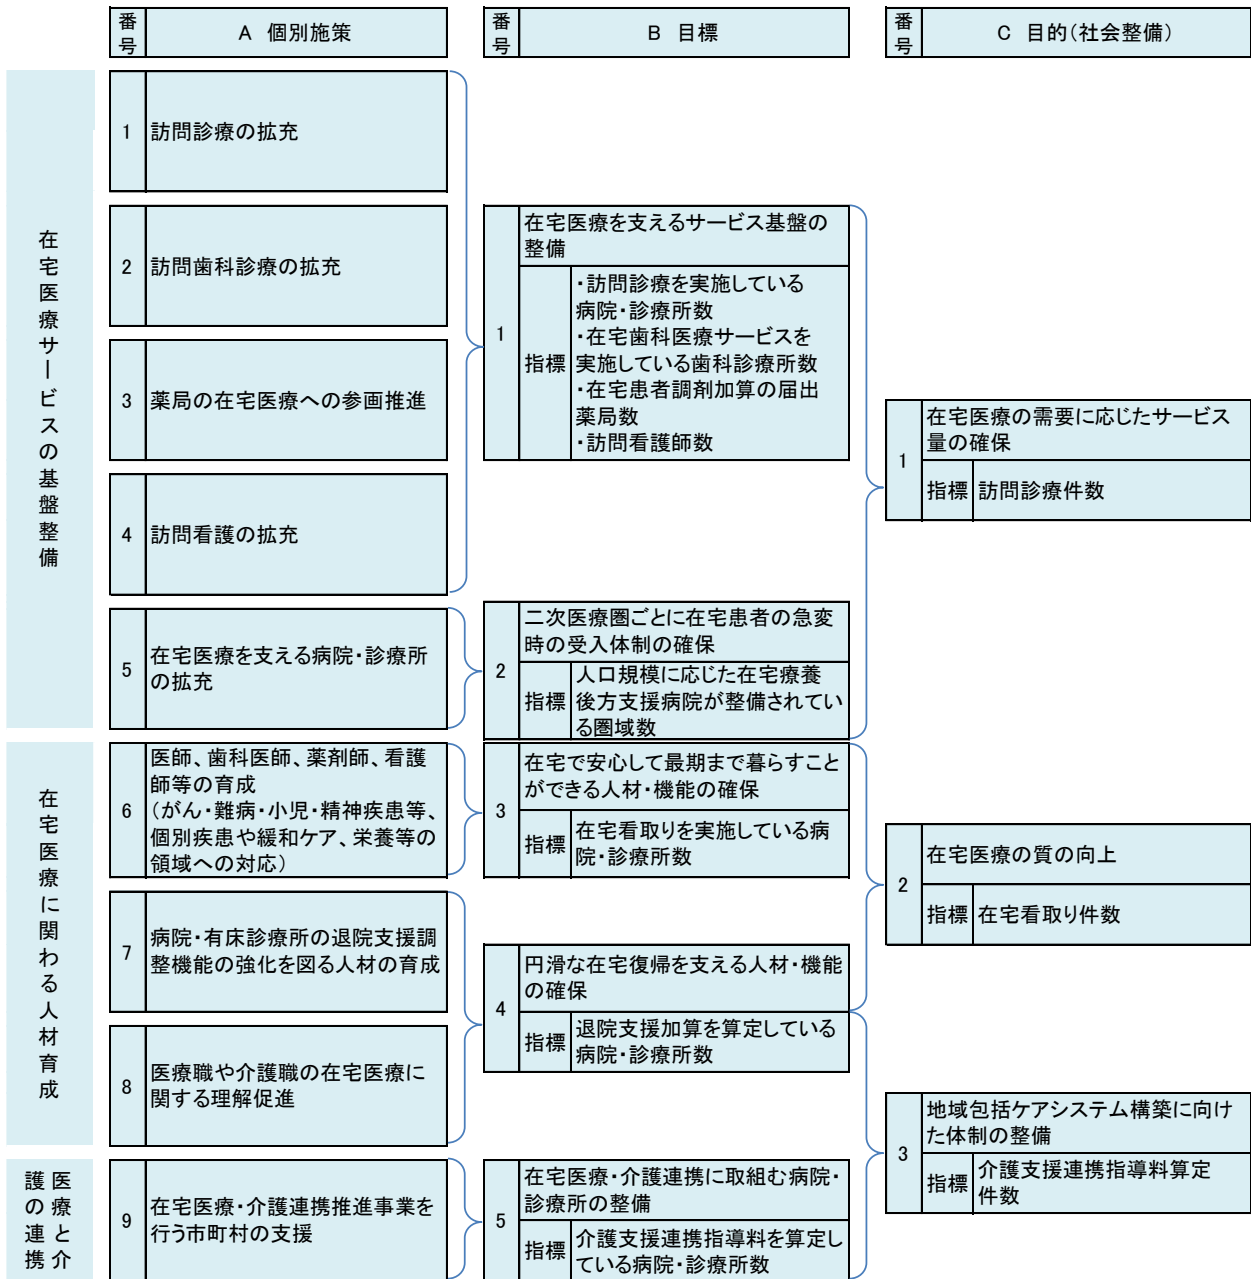 番号
A 個別施策
番号
B 目標
番号
C 目的(社会整備)
在宅医療サービスの基盤整備
1
訪問診療の拡充
2
訪問歯科診療の拡充
3
薬局の在宅医療への参画推進
4
訪問看護の拡充
5
在宅医療を支える病院・診療所
の拡充
在宅医療に関わる人材育成
6
医師、歯科医師、薬剤師、看護
師等の育成
(がん・難病・小児・精神疾患等、
個別疾患や緩和ケア、栄養等の
領域への対応)
7
病院・有床診療所の退院支援調
整機能の強化を図る人材の育成
8
医療職や介護職の在宅医療に
関する理解促進
医療と介
護の連携
9
在宅医療・介護連携推進事業を
行う市町村の支援
1
在宅医療を支えるサービス基盤の
整備
指標
・訪問診療を実施している
病院・診療所数
・在宅歯科医療サービスを
実施している歯科診療所数
・在宅患者調剤加算の届出
薬局数
・訪問看護師数
2
二次医療圏ごとに在宅患者の急変
時の受入体制の確保
指標
人口規模に応じた在宅療養
後方支援病院が整備されてい
る圏域数
3
在宅で安心して最期まで暮らすこと
ができる人材・機能の確保
指標
在宅看取りを実施している病
院・診療所数
4
円滑な在宅復帰を支える人材・機能
の確保
指標
退院支援加算を算定している
病院・診療所数
5
在宅医療・介護連携に取組む病院・
診療所の整備
指標
介護支援連携指導料を算定し
ている病院・診療所数
1
在宅医療の需要に応じたサービス
量の確保
指標
訪問診療件数
2
在宅医療の質の向上
指標
在宅看取り件数
3
地域包括ケアシステム構築に向け
た体制の整備
指標
介護支援連携指導料算定
件数